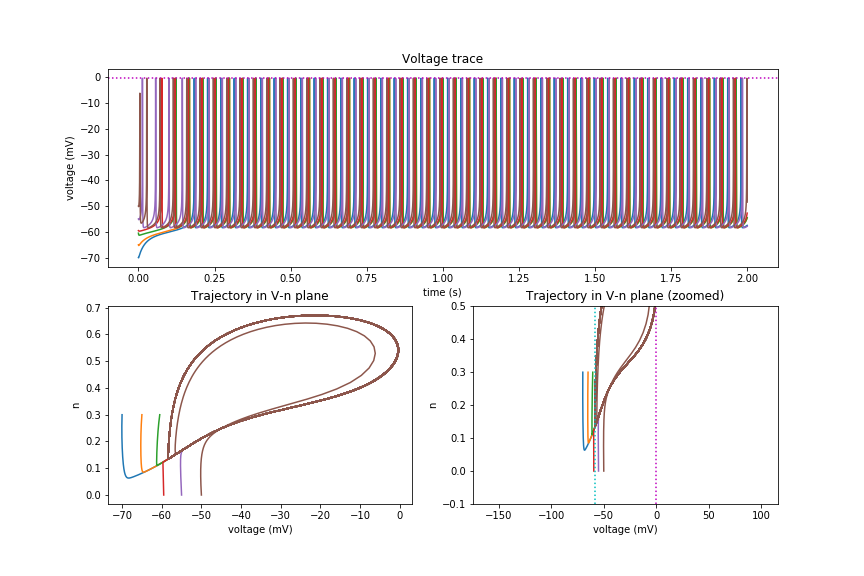 Voltage trace
voltage (mV)
0
−10
−20
−30
−40
−50
−60
−70
0.00 0.25 0.50 0.75 1.00 1.25 1.50 1.75 2.00
time (s)
Trajectory in V-n plane
n
0.7
0.6
0.5
0.4
0.3
0.2
0.1
0.0
−70 −60 −50 −40 −30 −20 −10 0
voltage (mV)
Trajectory in V-n plane (zoomed)
n
0.5
0.4
0.3
0.2
0.1
0.0
−0.1
−150 −100 −50 0 50 100
voltage (mV)